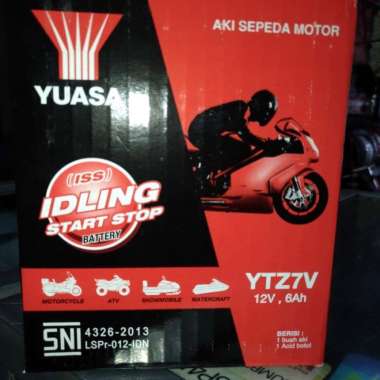 AKI SEPEDA MOTOR
YUASA
((ISS))
IDLING
START STOP
BATTERY
MOTORCYCLE
ATV
SNOWMOBILE
WATERCRAFT
YTZ7V
12V , 6Ah
SNI
4326-2013
LSPr-012-IDN
BERISI :
1 buah aki
1 Acid botol